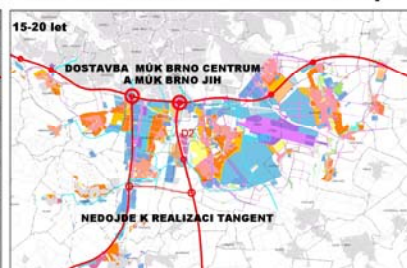 15-20 let
DOSTAVBA MÚK BRNO CENTRUM
A MÚK BRNO JIH
D2
NEDOJDE K REALIZACI TANGENT